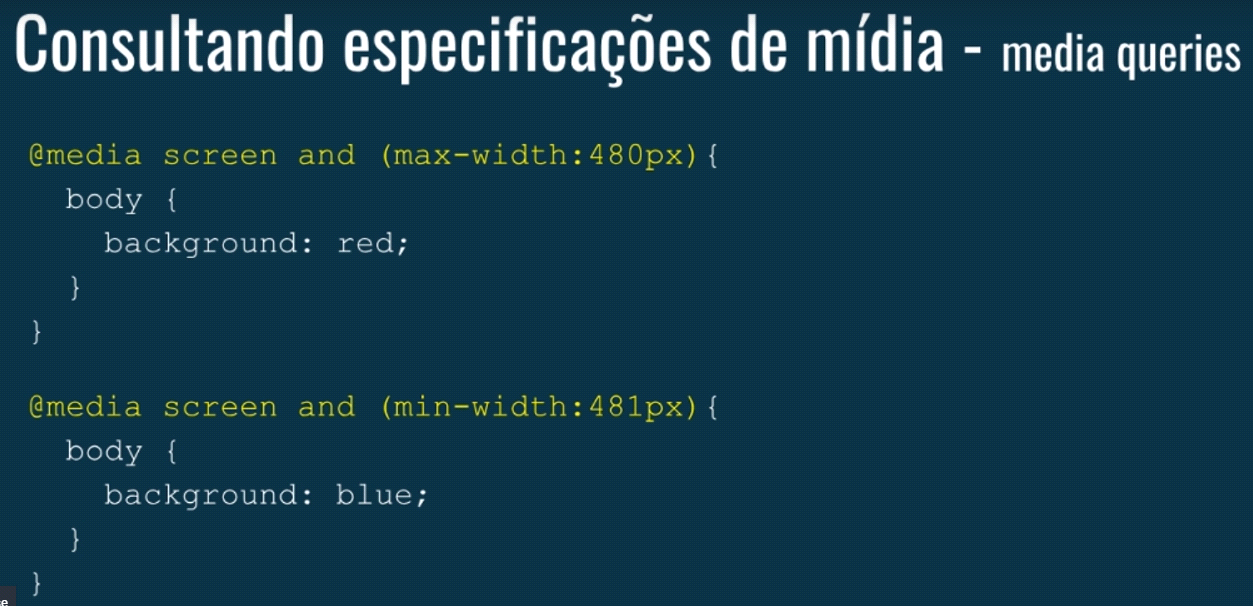 Consultando especificações de mídia - media queries
@media screen and (max-width:480px){
body {
background: red;
}
}
@media screen and (min-width:481px){
body {
background: blue;
}
}